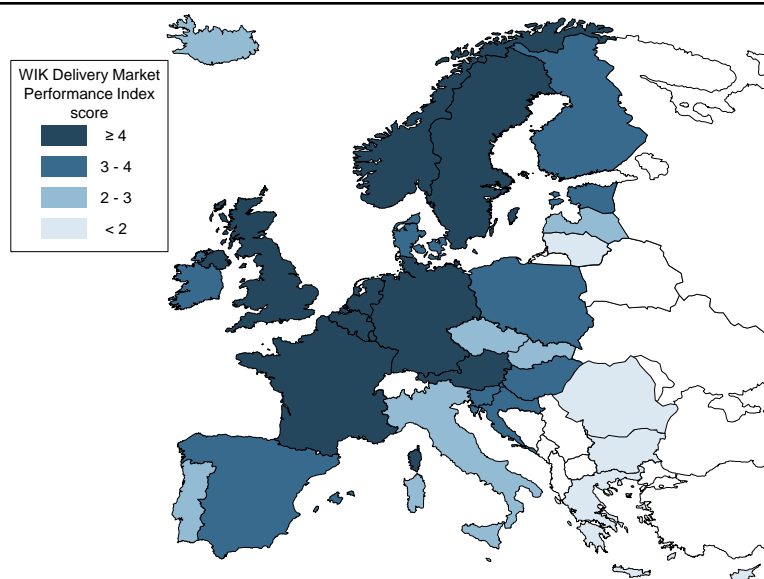 WIK Delivery Market
Performance Index
score
≥ 4
3 - 4
2 - 3
< 2